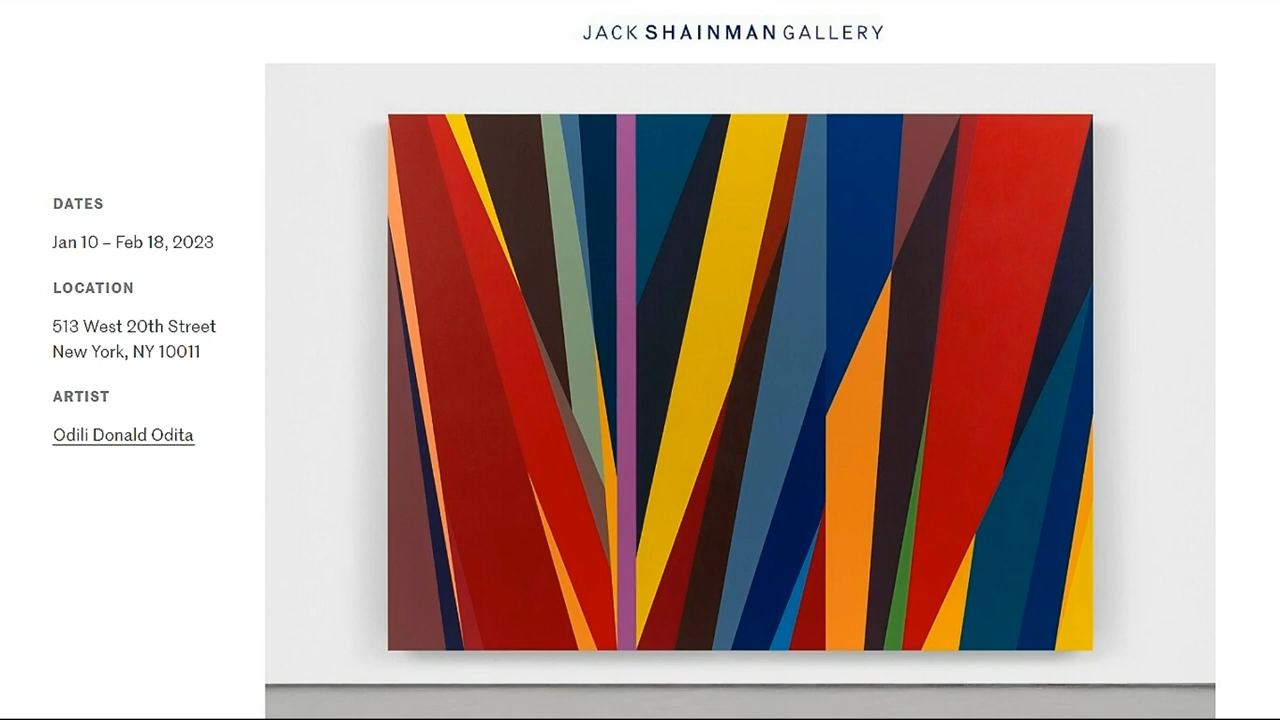 JACK SHAINMAN GALLERY
DATES
Jan 10 – Feb 18, 2023
LOCATION
513 West 20th Street
New York, NY 10011
ARTIST
Odili Donald Odita